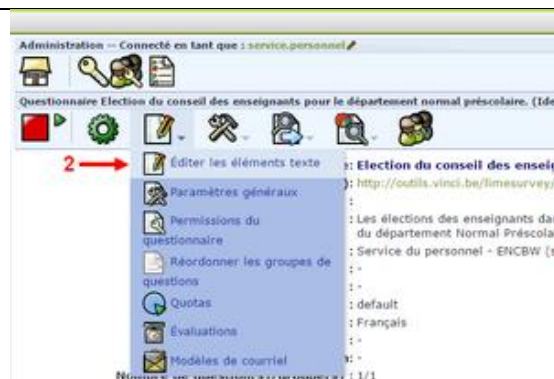 Administration -- Connecté en tant que : service.personnel
Questionnaire Election du conseil des enseignants pour le département normal préscolaire. (Ide
2
Éditer les éléments texte
: Election du conseil des ensei
Paramètres généraux
: http://outils.vinci.be/limesurvey
:
Permissions du
questionnaire
: Les élections des enseignants da
du département Normal Préscola
Réordonner les groupes de
questions
: Service du personnel - ENCBW (s
: -
: -
Quotas
: default
: Français
Évaluations
: -
Modèles de courriel
: -
: 1/1